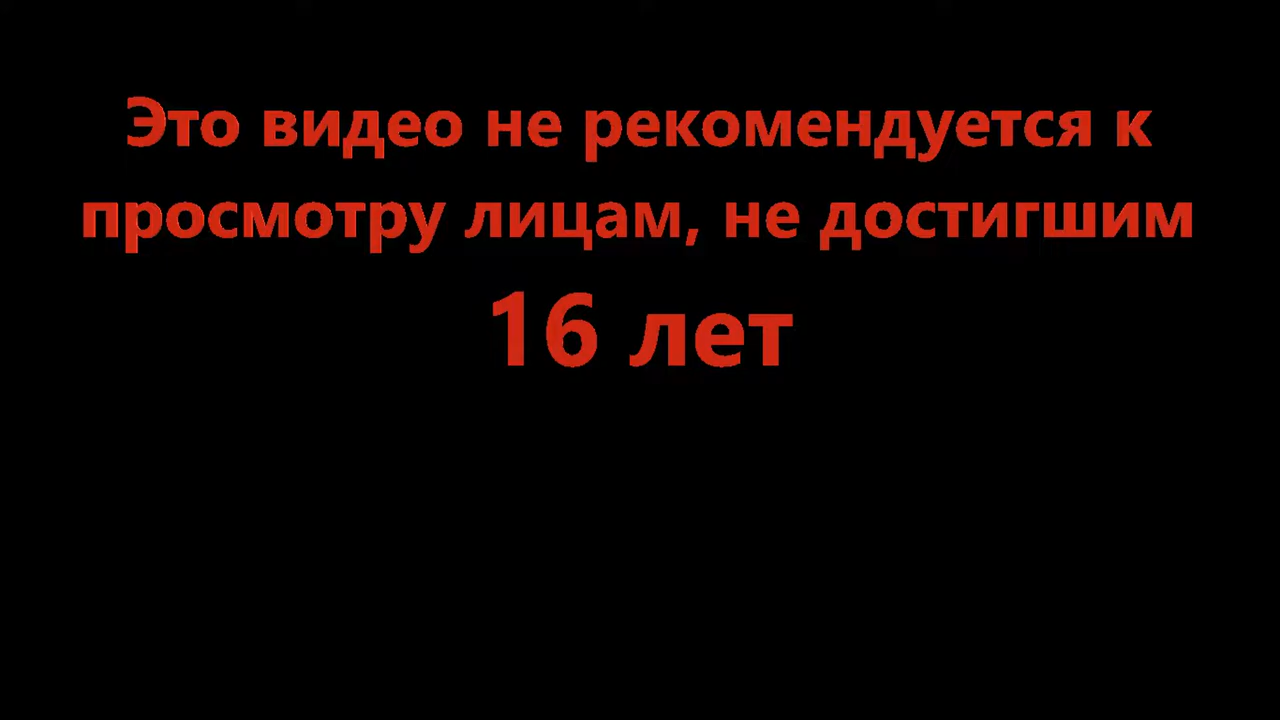 Это видео не рекомендуется к
просмотру лицам, не достигшим
16 лет